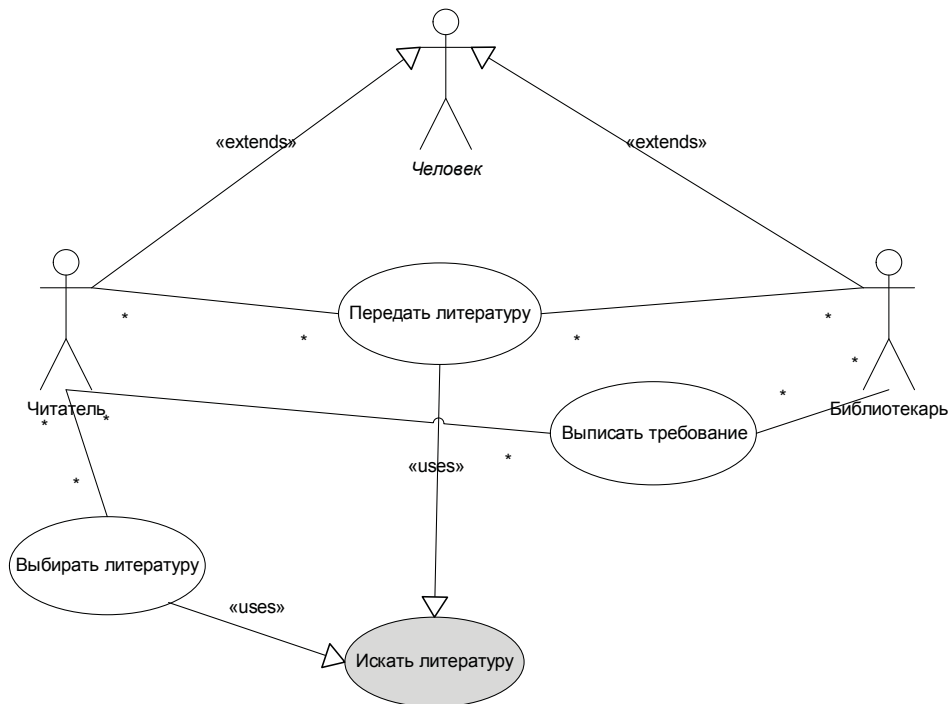 «extends»
«extends»
Человек
Передать литературу
*
*
*
*
*
Читатель
Библиотекарь
*
*
*
Выписать требование
«uses»
*
*
Выбирать литературу
«uses»
Искать литературу